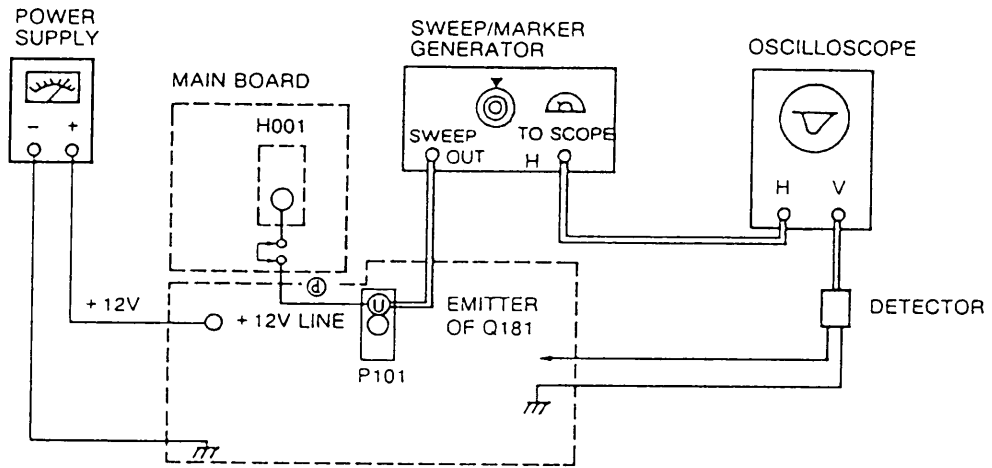 POWER
SUPPLY
- +
MAIN BOARD
H001
SWEEP/MARKER
GENERATOR
SWEEP
OUT
TO SCOPE
H
OSCILLOSCOPE
H V
DETECTOR
+12V
+12V LINE
d
U
P101
EMITTER
OF Q181